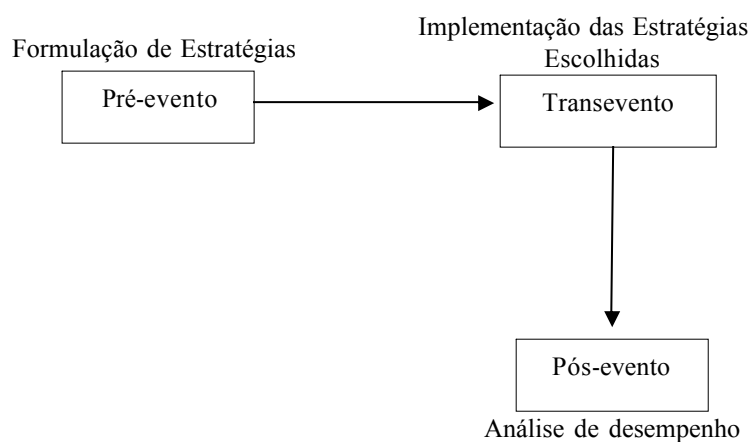 Formulação de Estratégias
Pré-evento
Implementação das Estratégias
Escolhidas
Transevento
Pós-evento
Análise de desempenho